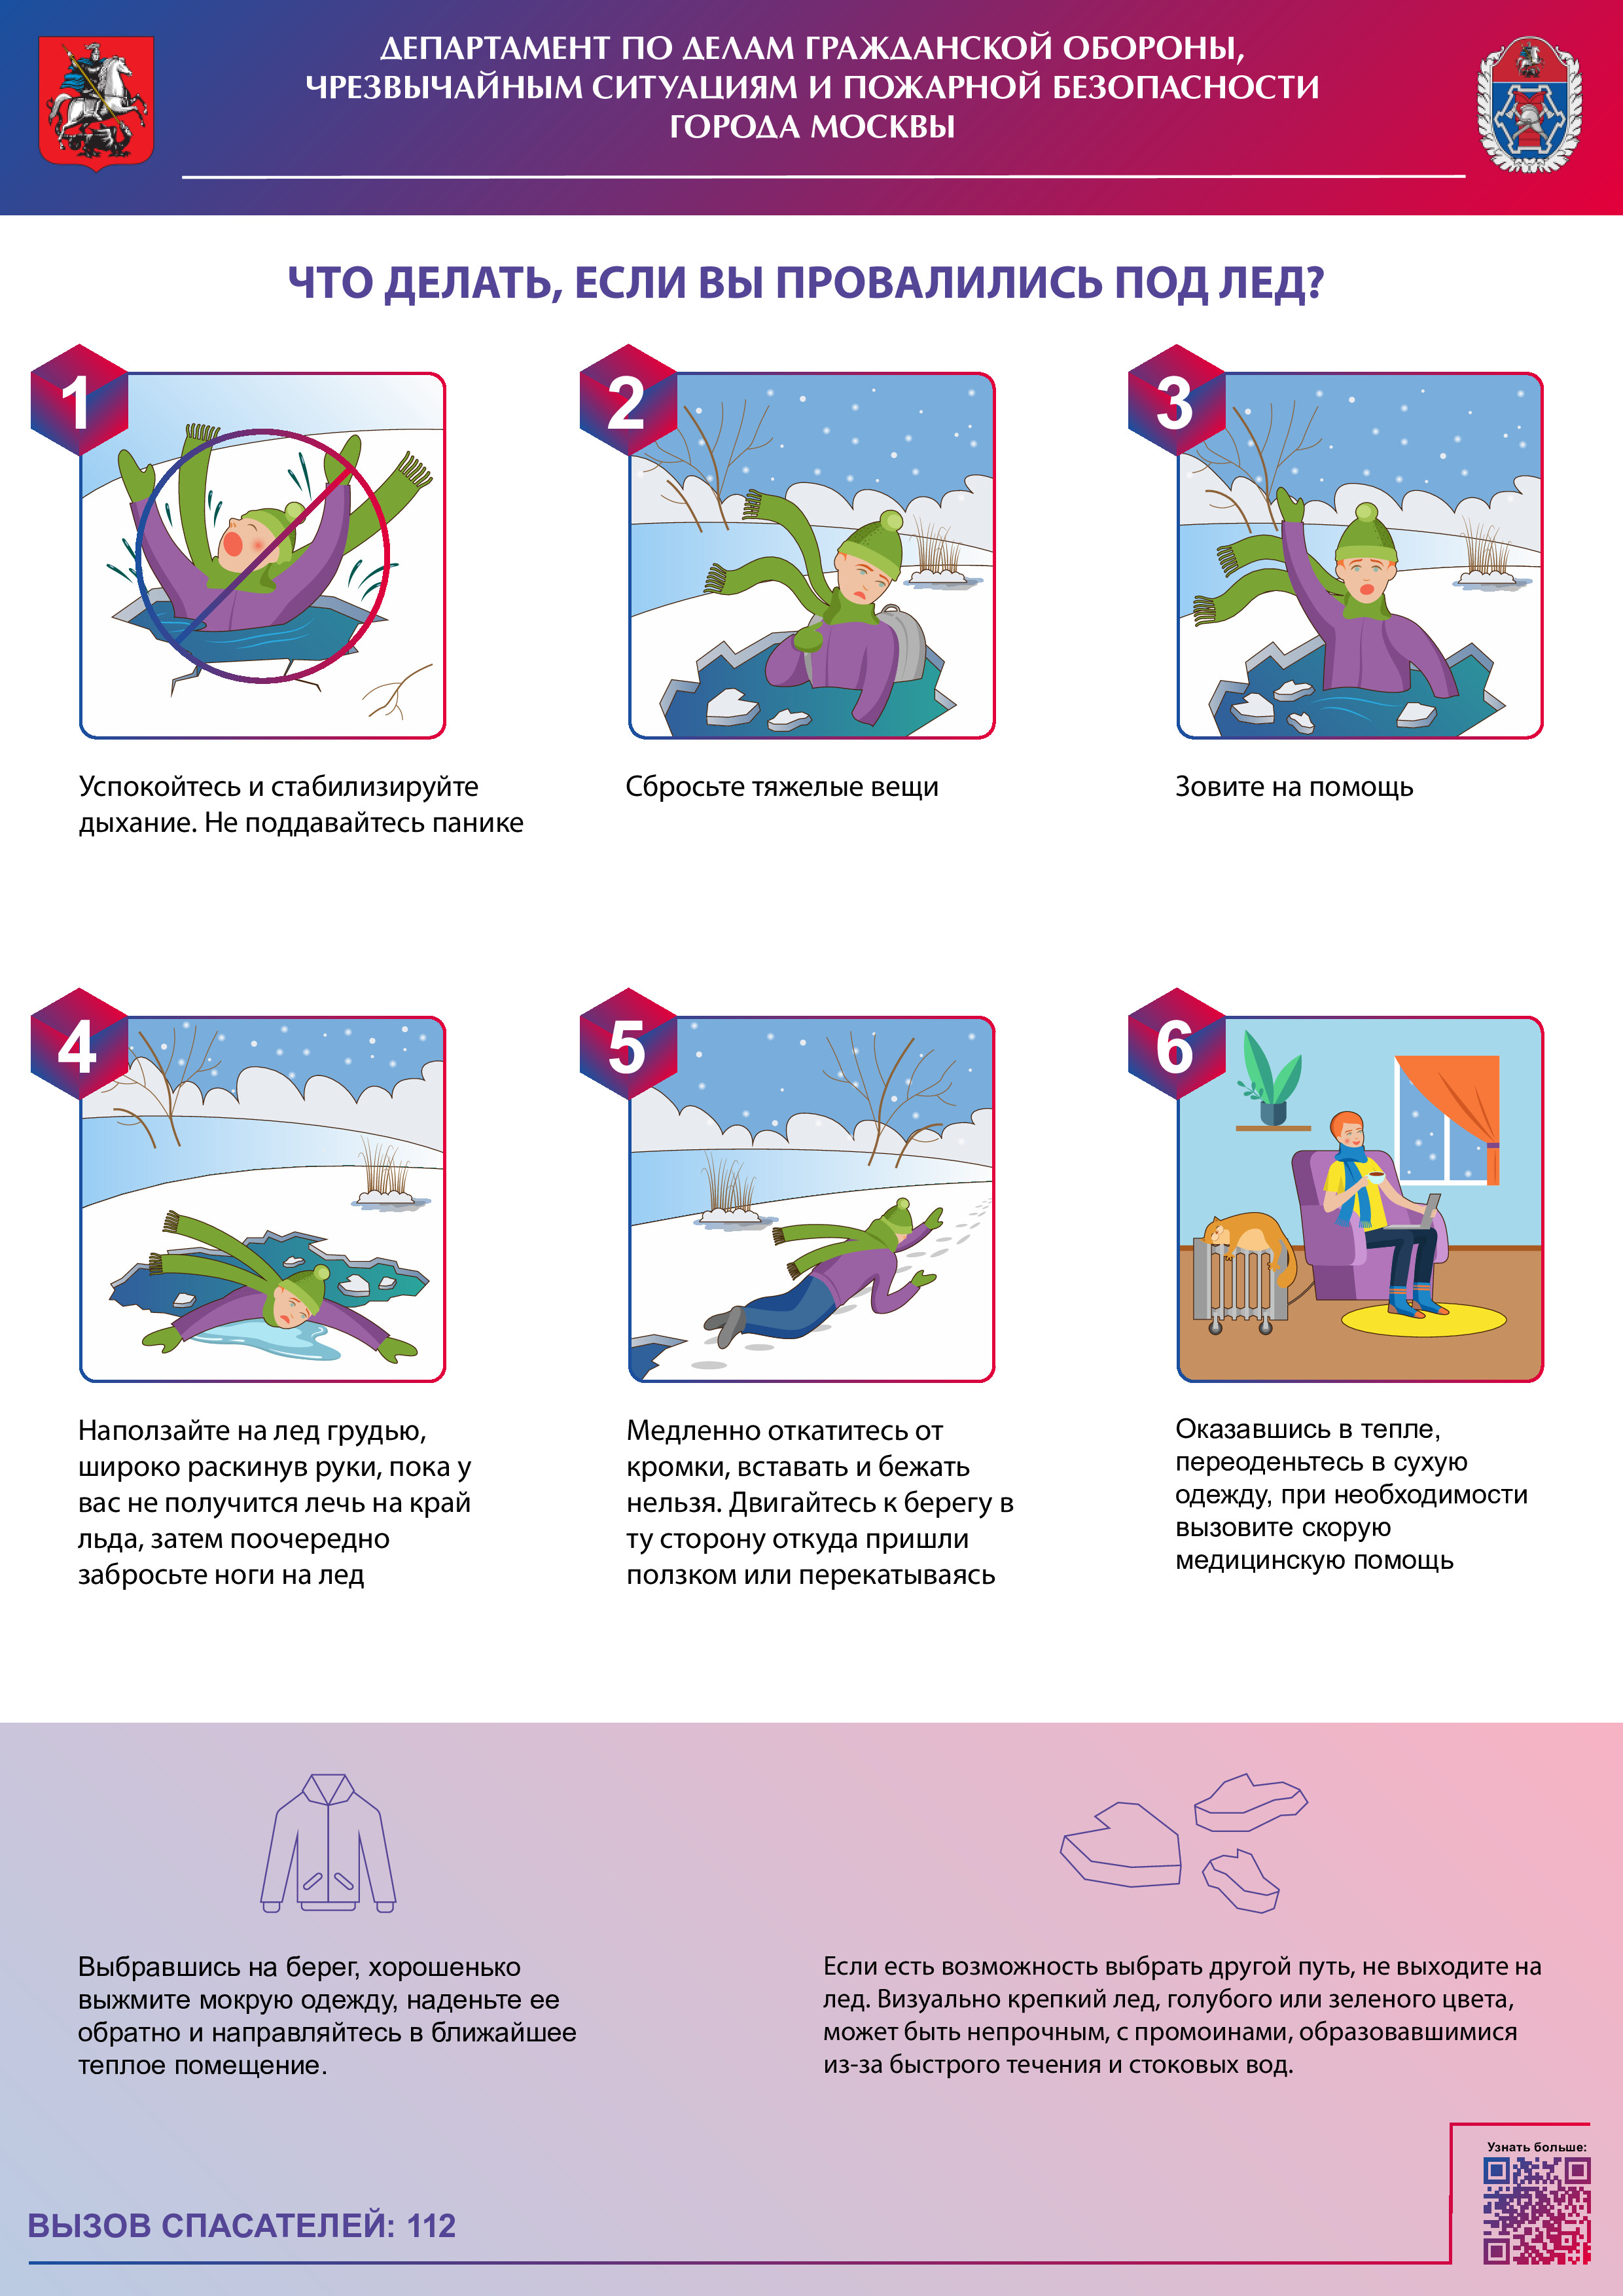 ДЕПАРТАМЕНТ ПО ДЕЛАМ ГРАЖДАНСКОЙ ОБОРОНЫ,
ЧРЕЗВЫЧАЙНЫМ СИТУАЦИЯМ И ПОЖАРНОЙ БЕЗОПАСНОСТИ
ГОРОДА МОСКВЫ
ЧТО ДЕЛАТЬ, ЕСЛИ ВЫ ПРОВАЛИЛИСЬ ПОД ЛЕД?
1
Успокойтесь и стабилизируйте
дыхание. Не поддавайтесь панике
2
Сбросьте тяжелые вещи
3
Зовите на помощь
4
Наползайте на лед грудью,
широко раскинув руки, пока у
вас не получится лечь на край
льда, затем поочередно
забросьте ноги на лед
5
Медленно откатитесь от
кромки, вставать и бежать
нельзя. Двигайтесь к берегу в
ту сторону откуда пришли
ползком или перекатываясь
6
Оказавшись в тепле,
переоденьтесь в сухую
одежду, при необходимости
вызовите скорую
медицинскую помощь
Выбравшись на берег, хорошенько
выжмите мокрую одежду, наденьте ее
обратно и направляйтесь в ближайшее
теплое помещение.
Если есть возможность выбрать другой путь, не выходите на
лед. Визуально крепкий лед, голубого или зеленого цвета,
может быть непрочным, с промоинами, образовавшимися
из-за быстрого течения и стоковых вод.
Узнать больше:
ВЫЗОВ СПАСАТЕЛЕЙ: 112